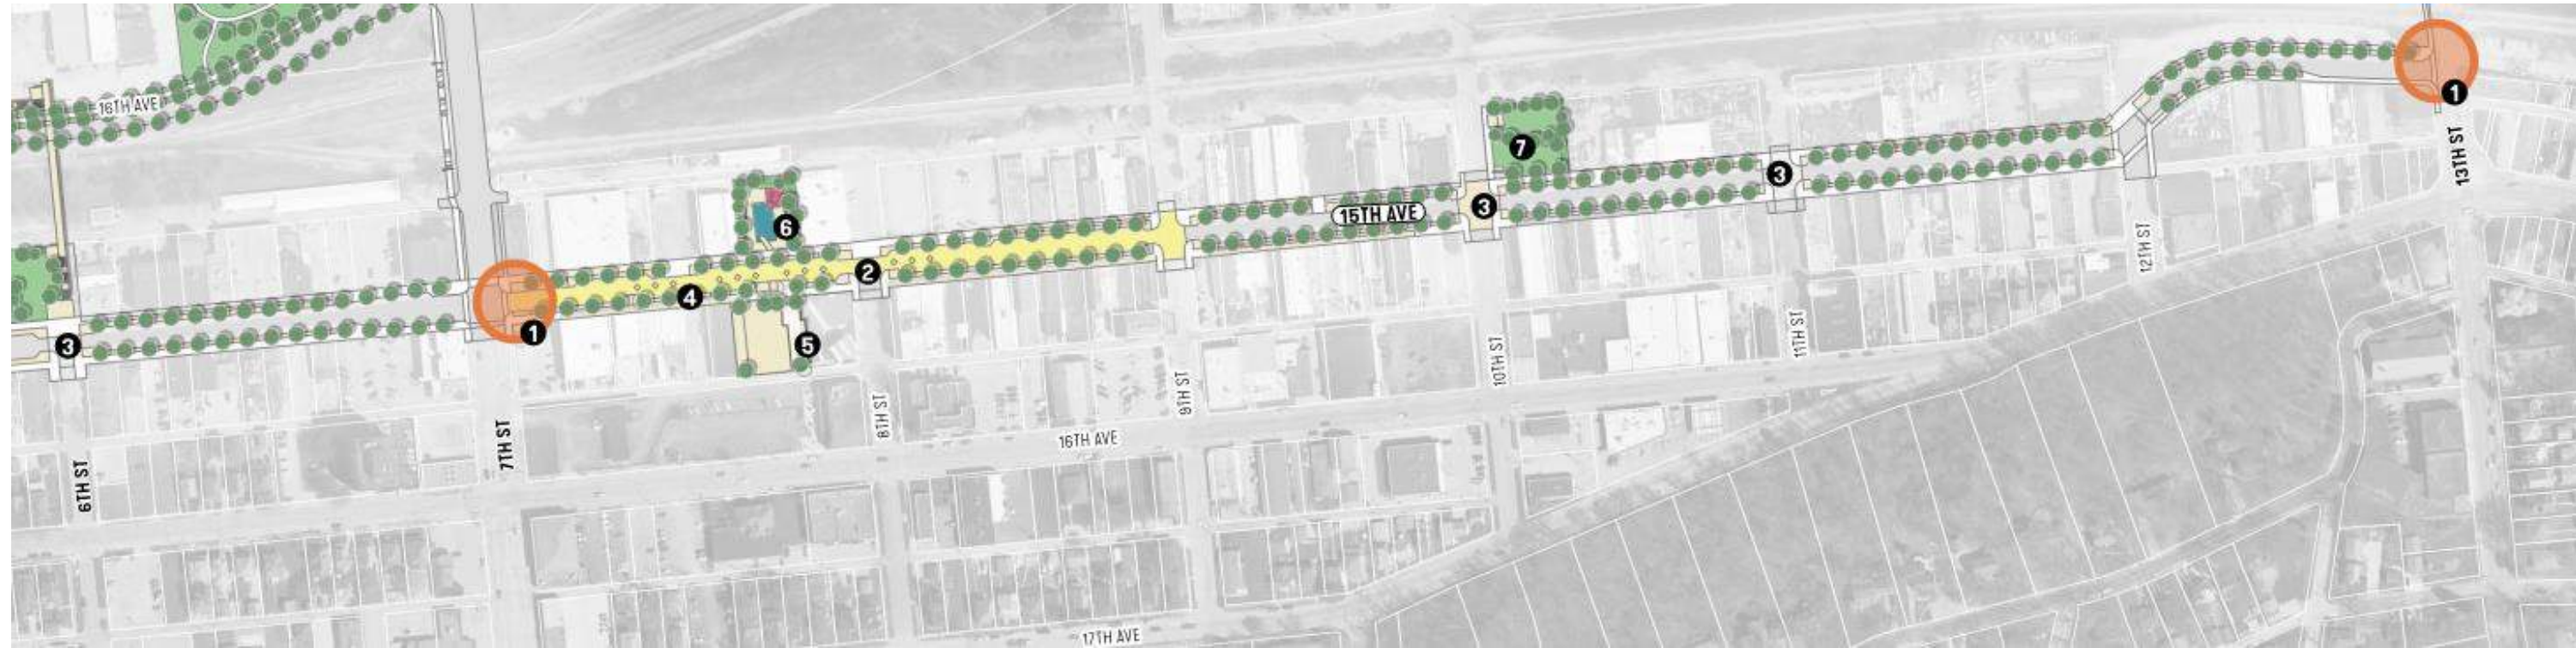 16TH AVE
1
13TH ST
7
3
6
15TH AVE
3
2
12TH ST
4
1
3
5
11TH ST
10TH ST
9TH ST
8TH ST
7TH ST
16TH AVE
6TH ST
17TH AVE